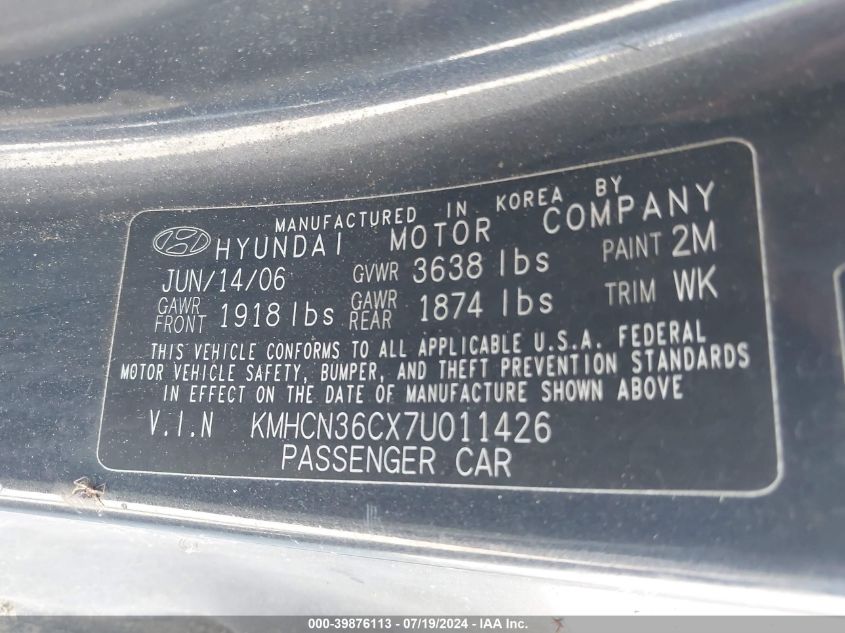 MANUFACTURED IN KOREA BY
HYUNDAI MOTOR COMPANY
JUN/14/06 GVWR 3638 lbs PAINT 2M
GAWR FRONT 1918 lbs GAWR REAR 1874 lbs TRIM WK
THIS VEHICLE CONFORMS TO ALL APPLICABLE U.S.A. FEDERAL
MOTOR VEHICLE SAFETY, BUMPER, AND THEFT PREVENTION STANDARDS
IN EFFECT ON THE DATE OF MANUFACTURE SHOWN ABOVE
V.I.N KMHCN36CX7U011426
PASSENGER CAR
000-39876113 - 07/19/2024 - IAA Inc.